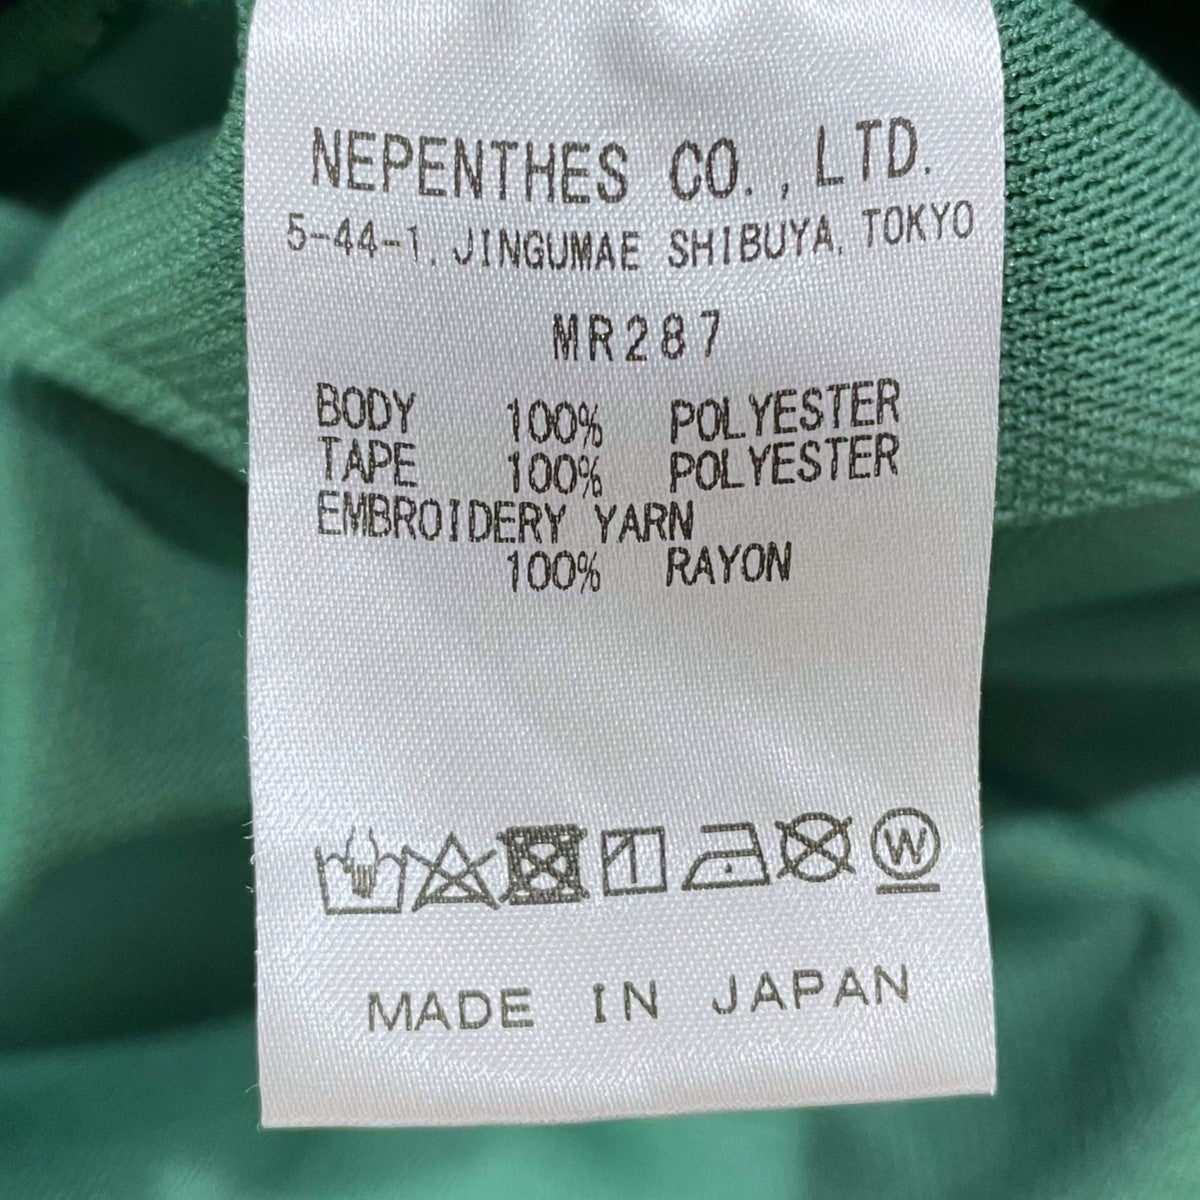 NEPENTHES CO., LTD.
5-44-1, JINGUMAE SHIBUYA, TOKYO
MR287
BODY 100% POLYESTER
TAPE 100% POLYESTER
EMBROIDERY YARN
100% RAYON
W
MADE IN JAPAN